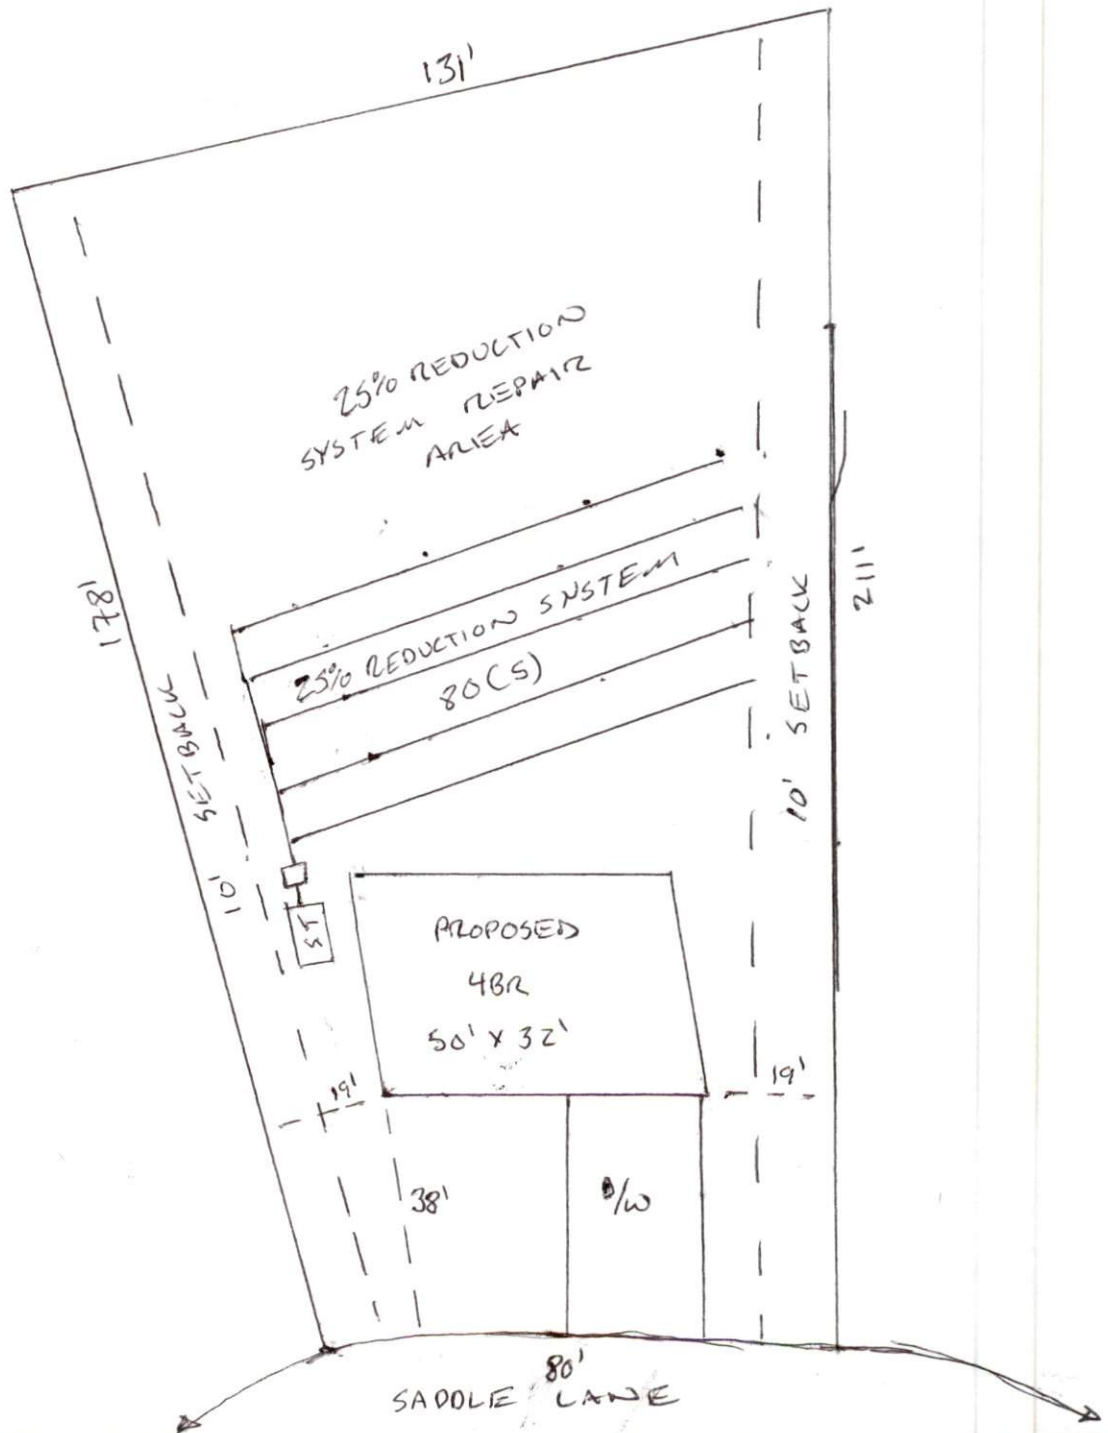 131'
25% REDUCTION
SYSTEM REPAIR
AREA
178'
211'
25% REDUCTION SYSTEM
80(5)
10' SETBACK
10' SETBACK
ST
PROPOSED
4BR
50' X 32'
19'
19'
38'
D/W
80'
SADDLE LANE